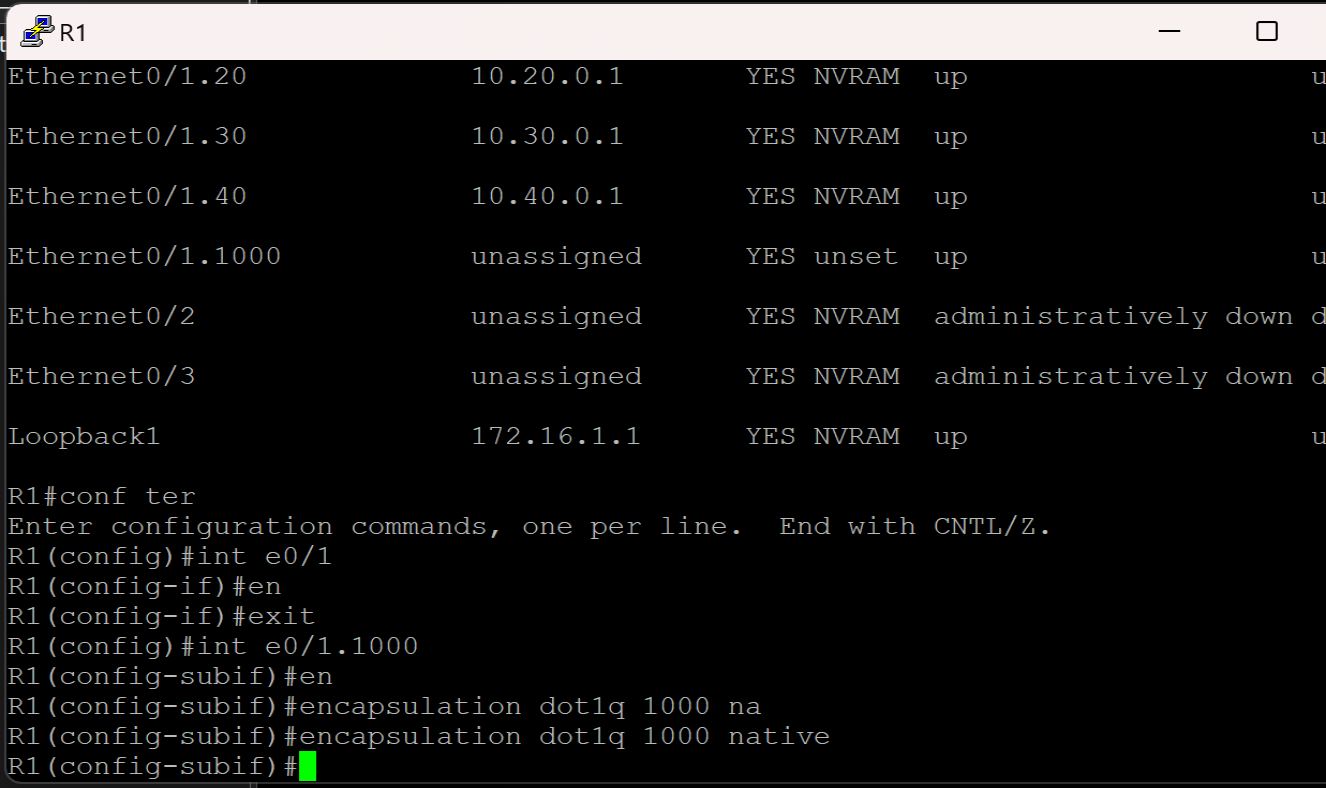 R1
Ethernet0/1.20 10.20.0.1 YES NVRAM up u
Ethernet0/1.30 10.30.0.1 YES NVRAM up u
Ethernet0/1.40 10.40.0.1 YES NVRAM up u
Ethernet0/1.1000 unassigned YES unset up u
Ethernet0/2 unassigned YES NVRAM administratively down d
Ethernet0/3 unassigned YES NVRAM administratively down d
Loopback1 172.16.1.1 YES NVRAM up u
R1#conf ter
Enter configuration commands, one per line.  End with CNTL/Z.
R1(config)#int e0/1
R1(config-if)#en
R1(config-if)#exit
R1(config)#int e0/1.1000
R1(config-subif)#en
R1(config-subif)#encapsulation dot1q 1000 na
R1(config-subif)#encapsulation dot1q 1000 native
R1(config-subif)#